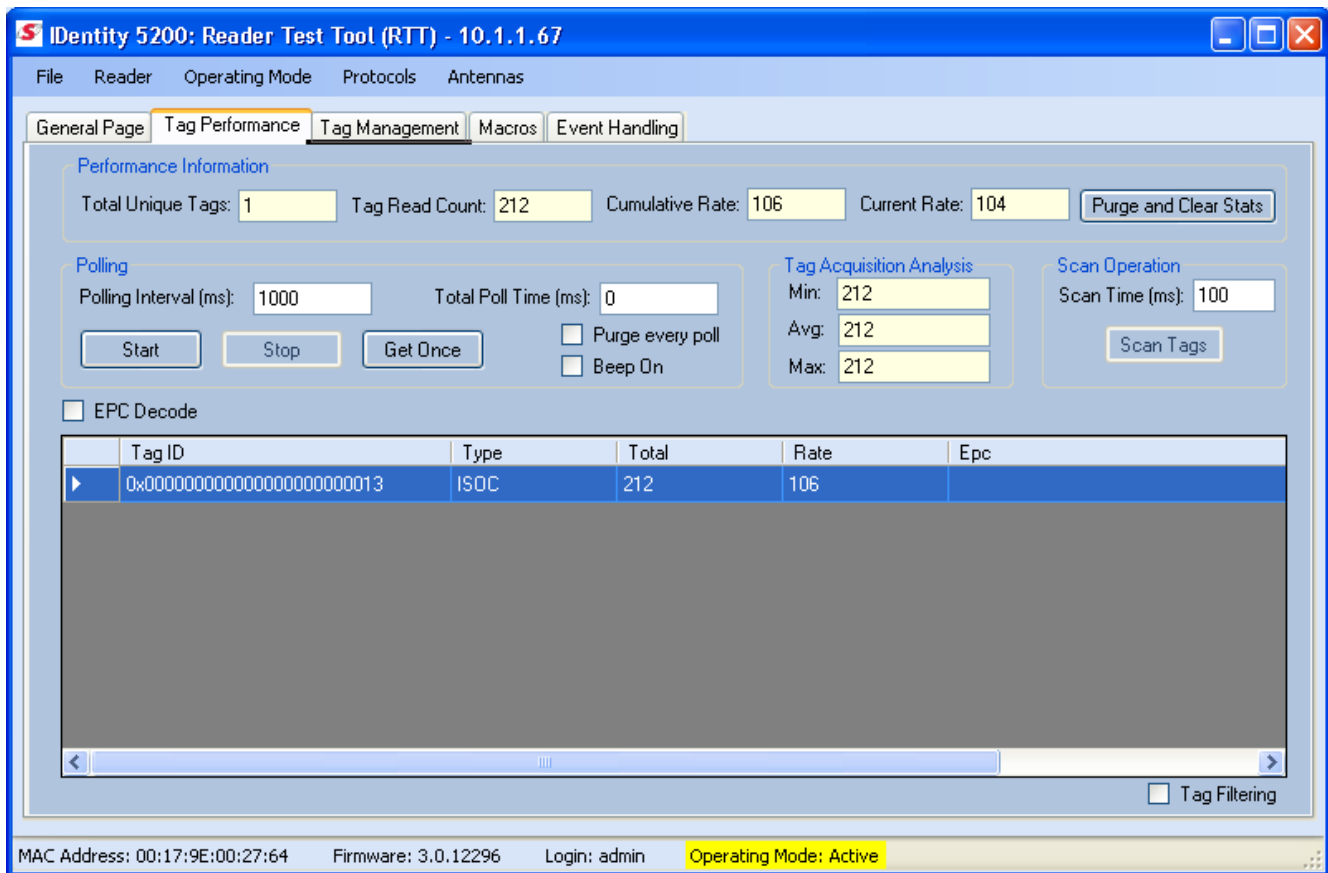 IDentity 5200: Reader Test Tool (RTT) - 10.1.1.67
File Reader Operating Mode Protocols Antennas
General Page Tag Performance Tag Management Macros Event Handling
Performance Information
Total Unique Tags: 1 Tag Read Count: 212 Cumulative Rate: 106 Current Rate: 104 Purge and Clear Stats
Polling Tag Acquisition Analysis Scan Operation
Polling Interval (ms): 1000 Total Poll Time (ms): 0 Min: 212 Scan Time (ms): 100
Start Stop Get Once Purge every poll Avg: 212 Scan Tags
Beep On Max: 212
EPC Decode
Tag ID Type Total Rate Epc
0x000000000000000000000013 ISOC 212 106
Tag Filtering
MAC Address: 00:17:9E:00:27:64 Firmware: 3.0.12296 Login: admin Operating Mode: Active